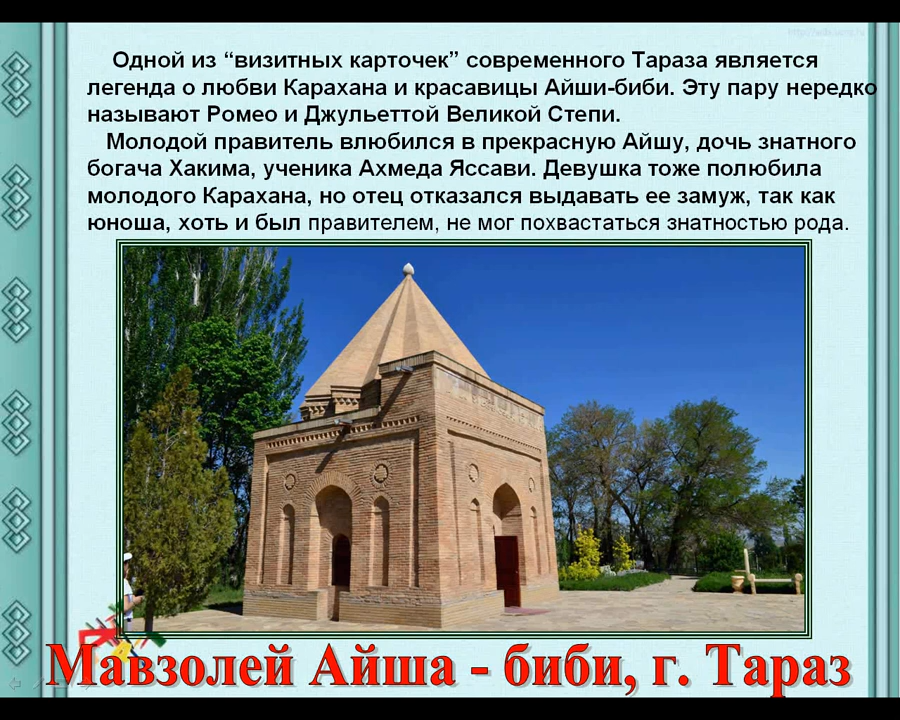 Одной из “визитных карточек” современного Тараза является
легенда о любви Карахана и красавицы Айши-биби. Эту пару нередко
называют Ромео и Джульеттой Великой Степи.
Молодой правитель влюбился в прекрасную Айшу, дочь знатного
богача Хакима, ученика Ахмеда Яссави. Девушка тоже полюбила
молодого Карахана, но отец отказался выдавать ее замуж, так как
юноша, хоть и был правителем, не мог похвастаться знатностью рода.
Мавзолей Айша - биби, г. Тараз